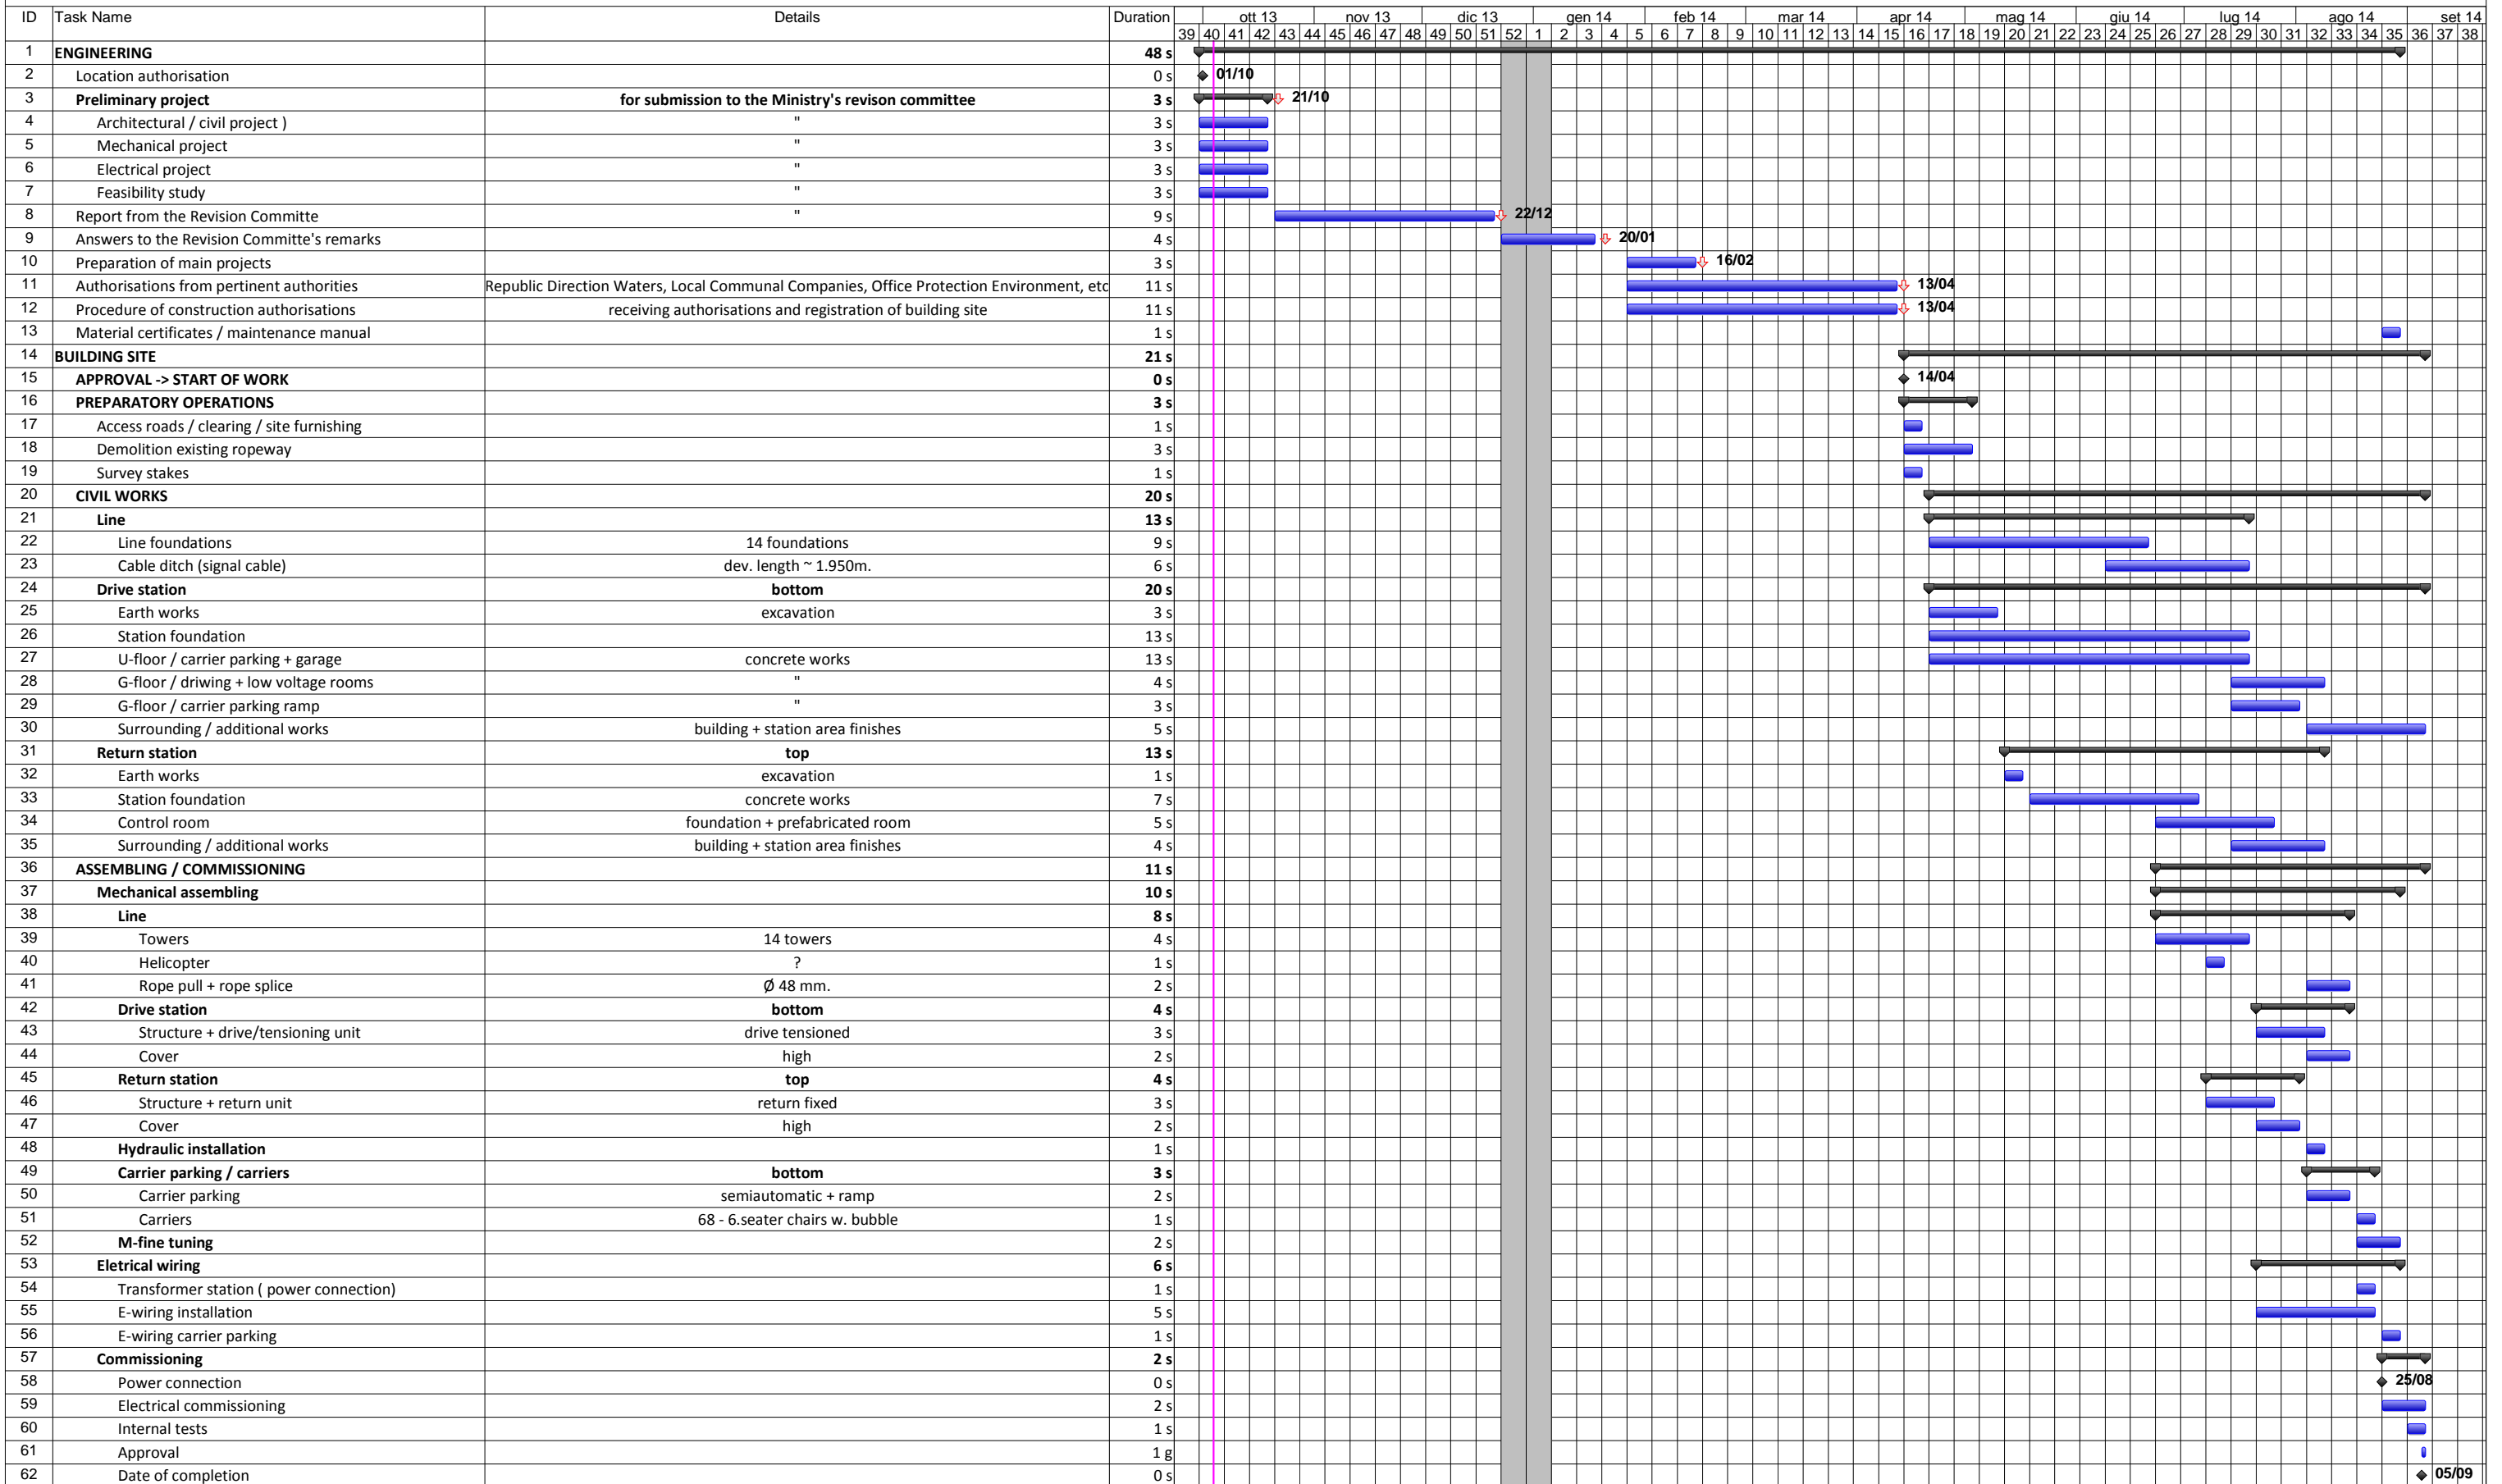 ID Task Name Details Duration ott 13 nov 13 dic 13 gen 14 feb 14 mar 14 apr 14 mag 14 giu 14 lug 14 ago 14 set 14
39 40 41 42 43 44 45 46 47 48 49 50 51 52 1 2 3 4 5 6 7 8 9 10 11 12 13 14 15 16 17 18 19 20 21 22 23 24 25 26 27 28 29 30 31 32 33 34 35 36 37 38
1 ENGINEERING 48 s
2 Location authorisation 0 s 01/10
3 Preliminary project for submission to the Ministry's revison committee 3 s 21/10
4 Architectural / civil project ) " 3 s
5 Mechanical project " 3 s
6 Electrical project " 3 s
7 Feasibility study " 3 s
8 Report from the Revision Committe " 9 s 22/12
9 Answers to the Revision Committe's remarks 4 s 20/01
10 Preparation of main projects 3 s 16/02
11 Authorisations from pertinent authorities Republic Direction Waters, Local Communal Companies, Office Protection Environment, etc 11 s 13/04
12 Procedure of construction authorisations receiving authorisations and registration of building site 11 s 13/04
13 Material certificates / maintenance manual 1 s
14 BUILDING SITE 21 s
15 APPROVAL -> START OF WORK 0 s 14/04
16 PREPARATORY OPERATIONS 3 s
17 Access roads / clearing / site furnishing 1 s
18 Demolition existing ropeway 3 s
19 Survey stakes 1 s
20 CIVIL WORKS 20 s
21 Line 13 s
22 Line foundations 14 foundations 9 s
23 Cable ditch (signal cable) dev. length ~ 1.950m. 6 s
24 Drive station bottom 20 s
25 Earth works excavation 3 s
26 Station foundation 13 s
27 U-floor / carrier parking + garage concrete works 13 s
28 G-floor / driwing + low voltage rooms " 4 s
29 G-floor / carrier parking ramp " 3 s
30 Surrounding / additional works building + station area finishes 5 s
31 Return station top 13 s
32 Earth works excavation 1 s
33 Station foundation concrete works 7 s
34 Control room foundation + prefabricated room 5 s
35 Surrounding / additional works building + station area finishes 4 s
36 ASSEMBLING / COMMISSIONING 11 s
37 Mechanical assembling 10 s
38 Line 8 s
39 Towers 14 towers 4 s
40 Helicopter ? 1 s
41 Rope pull + rope splice Ø 48 mm. 2 s
42 Drive station bottom 4 s
43 Structure + drive/tensioning unit drive tensioned 3 s
44 Cover high 2 s
45 Return station top 4 s
46 Structure + return unit return fixed 3 s
47 Cover high 2 s
48 Hydraulic installation 1 s
49 Carrier parking / carriers bottom 3 s
50 Carrier parking semiautomatic + ramp 2 s
51 Carriers 68 - 6.seater chairs w. bubble 1 s
52 M-fine tuning 2 s
53 Eletrical wiring 6 s
54 Transformer station ( power connection) 1 s
55 E-wiring installation 5 s
56 E-wiring carrier parking 1 s
57 Commissioning 2 s
58 Power connection 0 s 25/08
59 Electrical commissioning 2 s
60 Internal tests 1 s
61 Approval 1 g
62 Date of completion 0 s 05/09